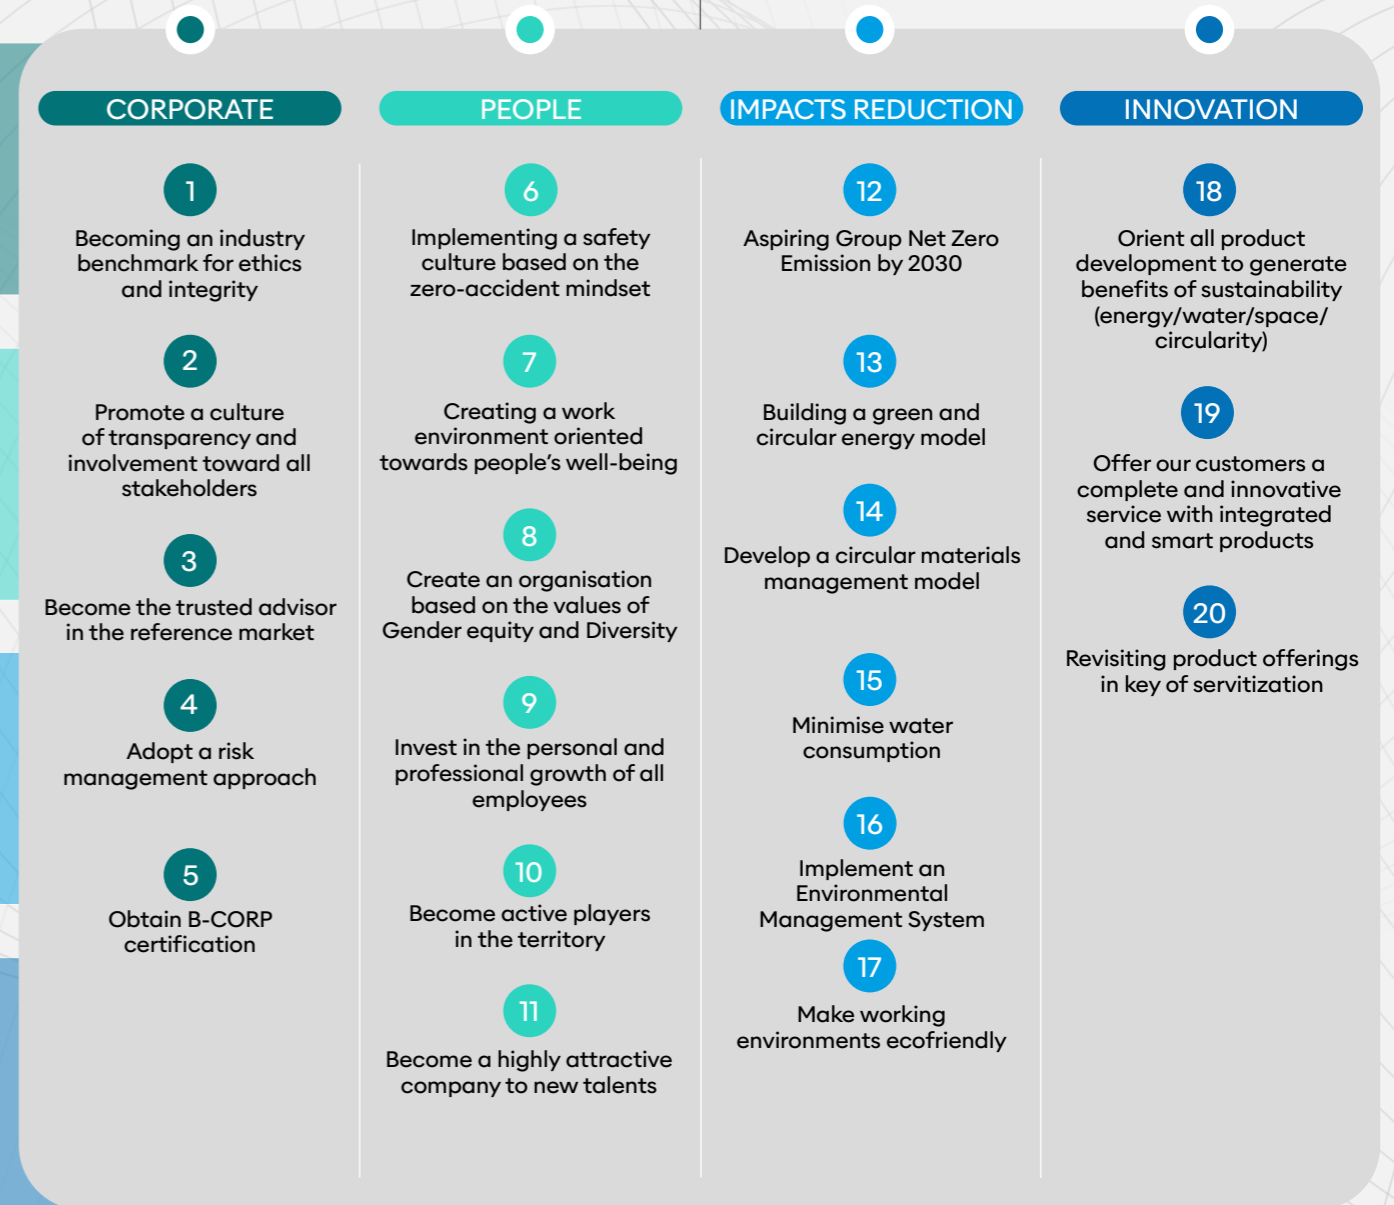 CORPORATE
1
Becoming an industry
benchmark for ethics
and integrity
2
Promote a culture
of transparency and
involvement toward all
stakeholders
3
Become the trusted advisor
in the reference market
4
Adopt a risk
management approach
5
Obtain B-CORP
certification
PEOPLE
6
Implementing a safety
culture based on the
zero-accident mindset
7
Creating a work
environment oriented
towards people’s well-being
8
Create an organisation
based on the values of
Gender equity and Diversity
9
Invest in the personal and
professional growth of all
employees
10
Become active players
in the territory
11
Become a highly attractive
company to new talents
IMPACTS REDUCTION
12
Aspiring Group Net Zero
Emission by 2030
13
Building a green and
circular energy model
14
Develop a circular materials
management model
15
Minimise water
consumption
16
Implement an
Environmental
Management System
17
Make working
environments ecofriendly
INNOVATION
18
Orient all product
development to generate
benefits of sustainability
(energy/water/space/
circularity)
19
Offer our customers a
complete and innovative
service with integrated
and smart products
20
Revisiting product offerings
in key of servitization